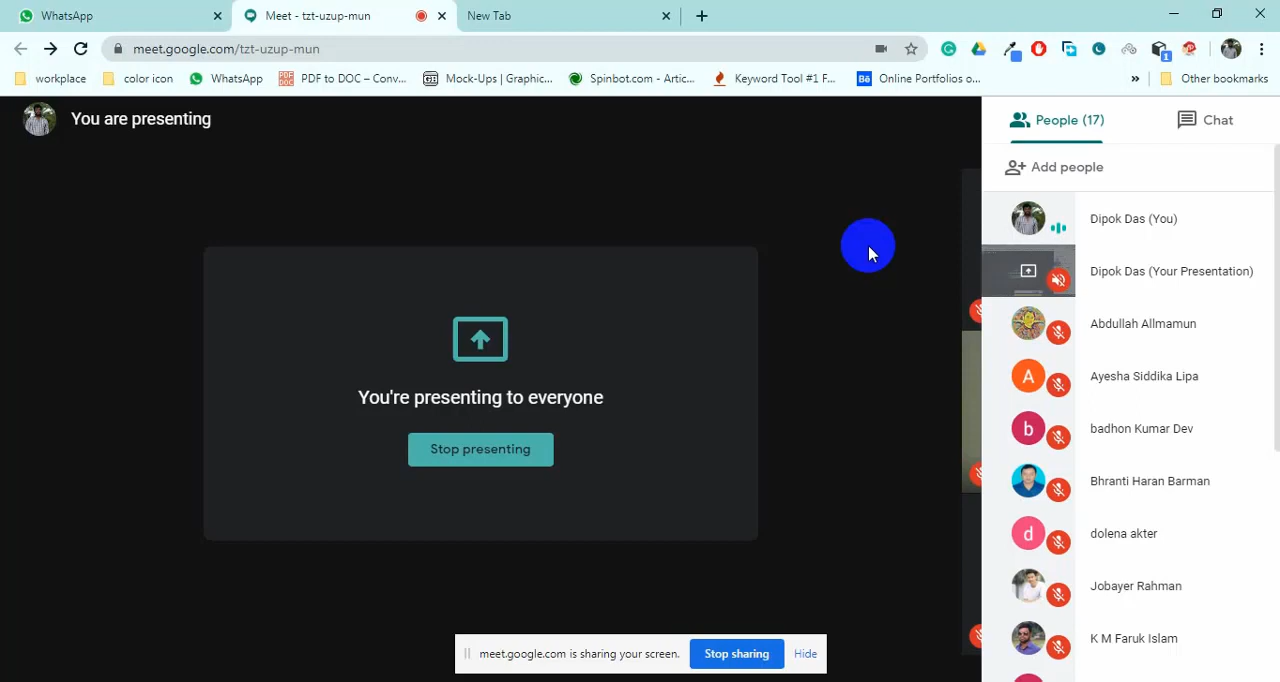 WhatsApp
Meet - tzt-uzup-mun
New Tab
meet.google.com/tzt-uzup-mun
workplace
color icon
WhatsApp
PDF to DOC – Conv...
Mock-Ups | Graphic...
Spinbot.com - Artic...
Keyword Tool #1 F...
Bē
Online Portfolios o...
»
Other bookmarks
You are presenting
People (17)
Chat
Add people
Dipok Das (You)
Dipok Das (Your Presentation)
Abdullah Allmamun
A
Ayesha Siddika Lipa
b
badhon Kumar Dev
Bhranti Haran Barman
d
dolena akter
Jobayer Rahman
K M Faruk Islam
You're presenting to everyone
Stop presenting
meet.google.com is sharing your screen.
Stop sharing
Hide